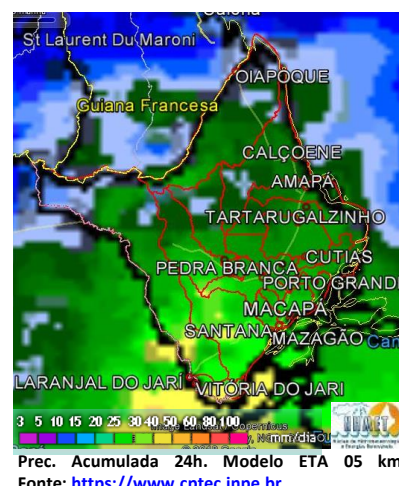 St Laurent Du Maroni
OIAPOQUE
Guiana Francesa
CALÇOENE
AMAPÁ
TARTARUGALZINHO
CUTIAS
PEDRA BRANCA
PORTO GRANDE
MACAPÁ
SANTANA
MAZAGÃO
LARANJAL DO JARÍ
VITÓRIA DO JARI
3 5 10 15 20 25 30 40 50 60 80 100
mm/dia
NHMET
Prec. Acumulada 24h. Modelo ETA 05 km
Fonte: https://www.cptec.inpe.br